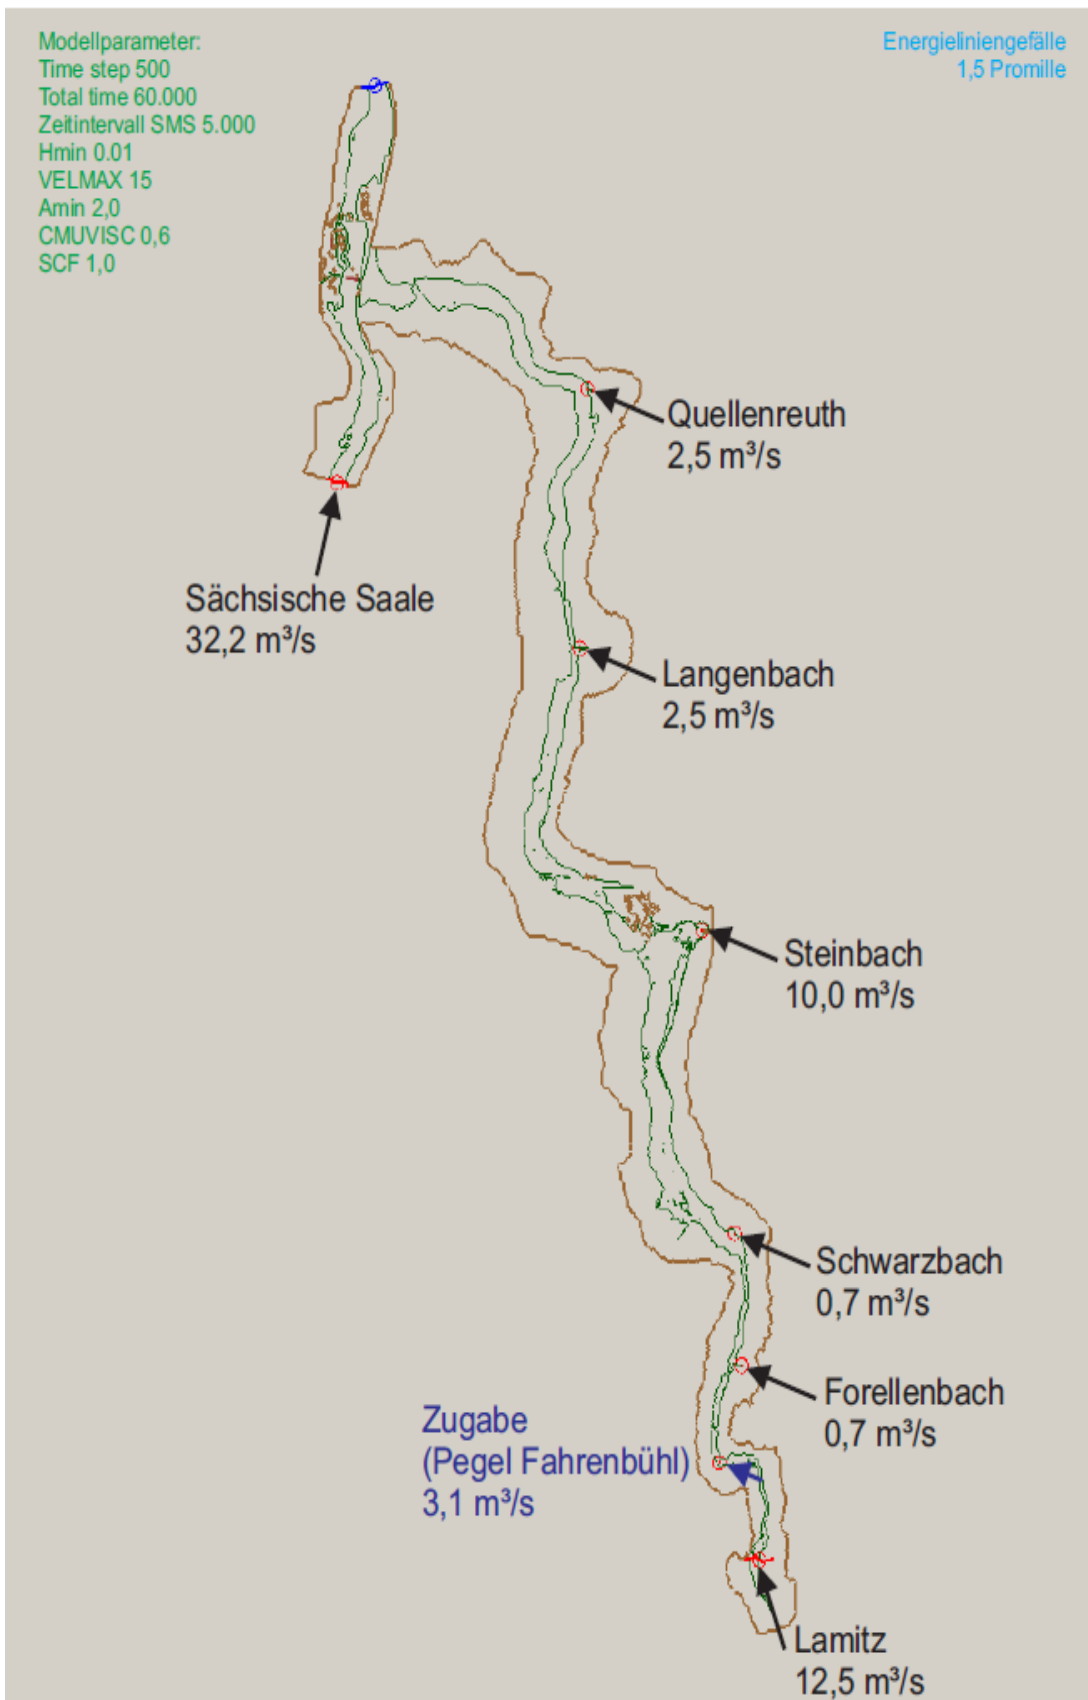 Modellparameter:
Time step 500
Total time 60.000
Zeitintervall SMS 5.000
Hmin 0.01
VELMAX 15
Amin 2,0
CMUVISC 0,6
SCF 1,0
Energieliniengefälle
1,5 Promille
Quellenreuth
2,5 m³/s
Sächsische Saale
32,2 m³/s
Langenbach
2,5 m³/s
Steinbach
10,0 m³/s
Schwarzbach
0,7 m³/s
Forellenbach
0,7 m³/s
Zugabe
(Pegel Fahrenbühl)
3,1 m³/s
Lamitz
12,5 m³/s